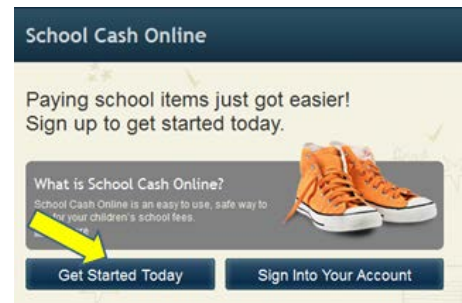 School Cash Online
Paying school items just got easier!
Sign up to get started today.
What is School Cash Online?
School Cash Online is an easy to use, safe way to
for your children's school fees.
Get Started Today
Sign Into Your Account